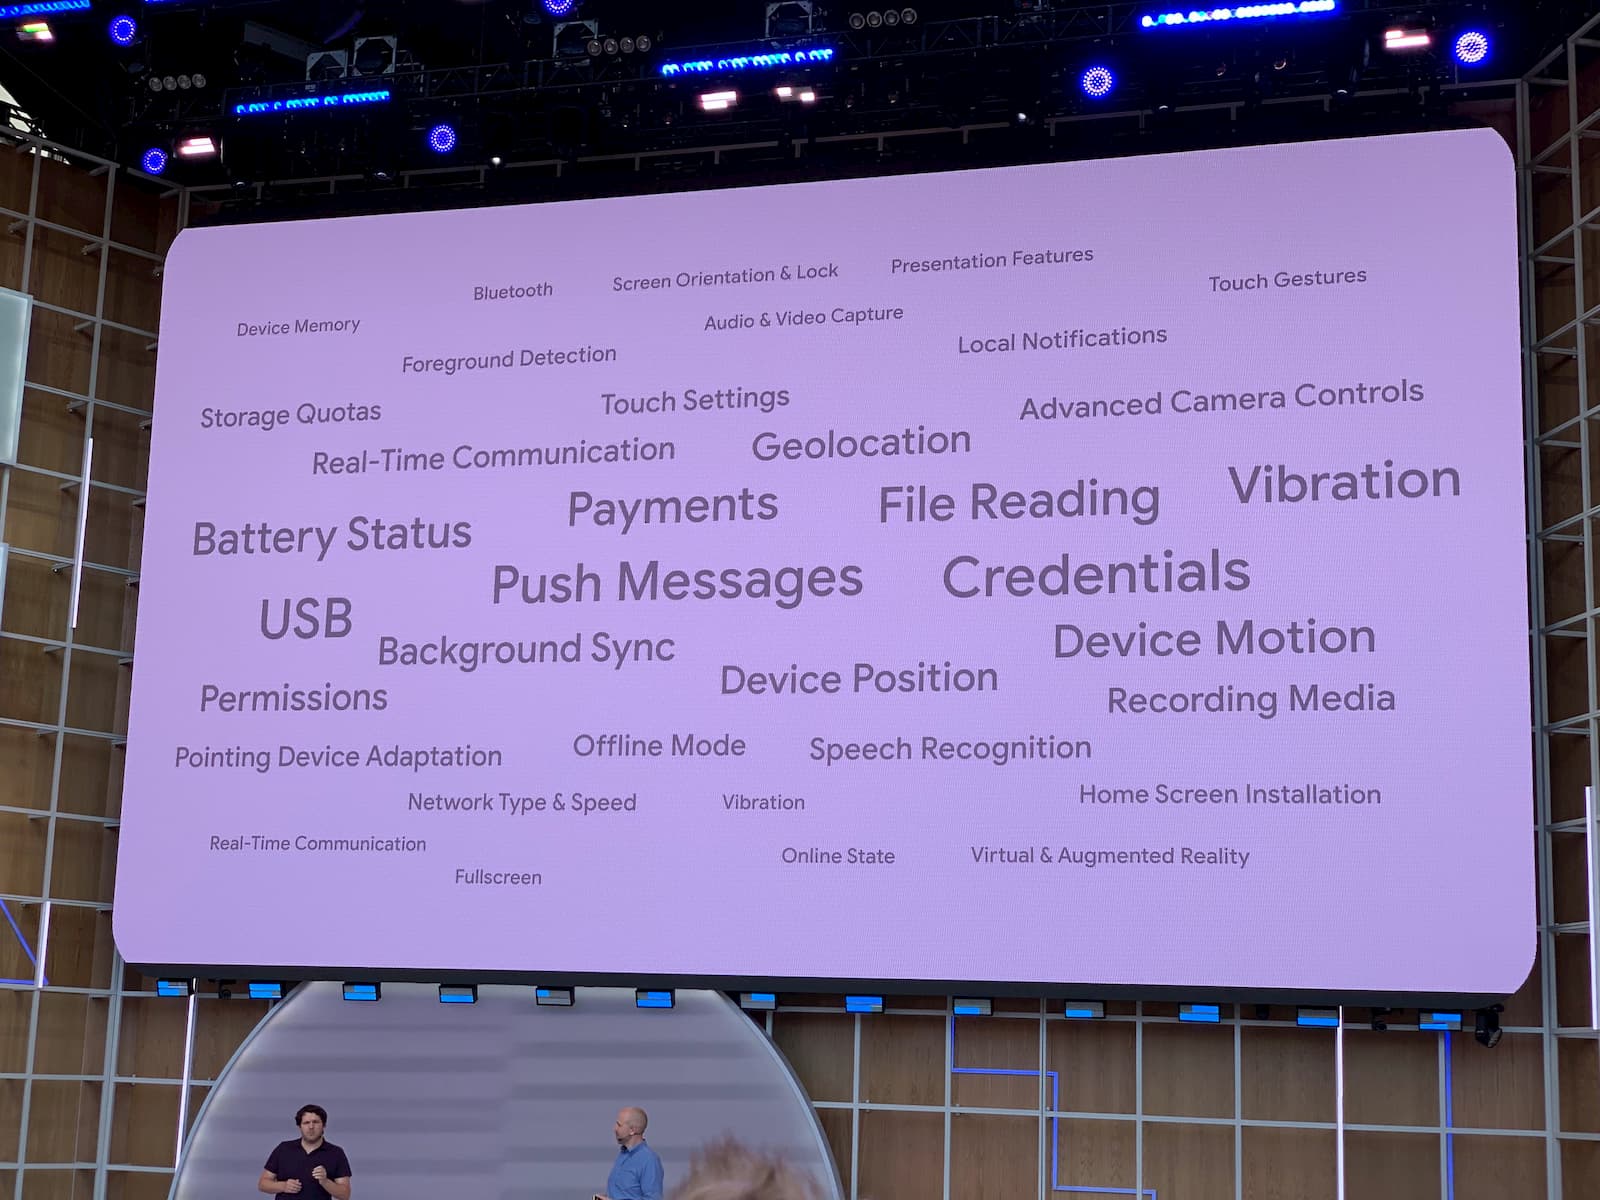 Bluetooth
Screen Orientation & Lock
Presentation Features
Touch Gestures
Device Memory
Audio & Video Capture
Foreground Detection
Local Notifications
Storage Quotas
Touch Settings
Advanced Camera Controls
Real-Time Communication
Geolocation
Battery Status
Payments
File Reading
Vibration
USB
Push Messages
Credentials
Background Sync
Device Motion
Permissions
Device Position
Recording Media
Pointing Device Adaptation
Offline Mode
Speech Recognition
Network Type & Speed
Vibration
Home Screen Installation
Real-Time Communication
Online State
Virtual & Augmented Reality
Fullscreen